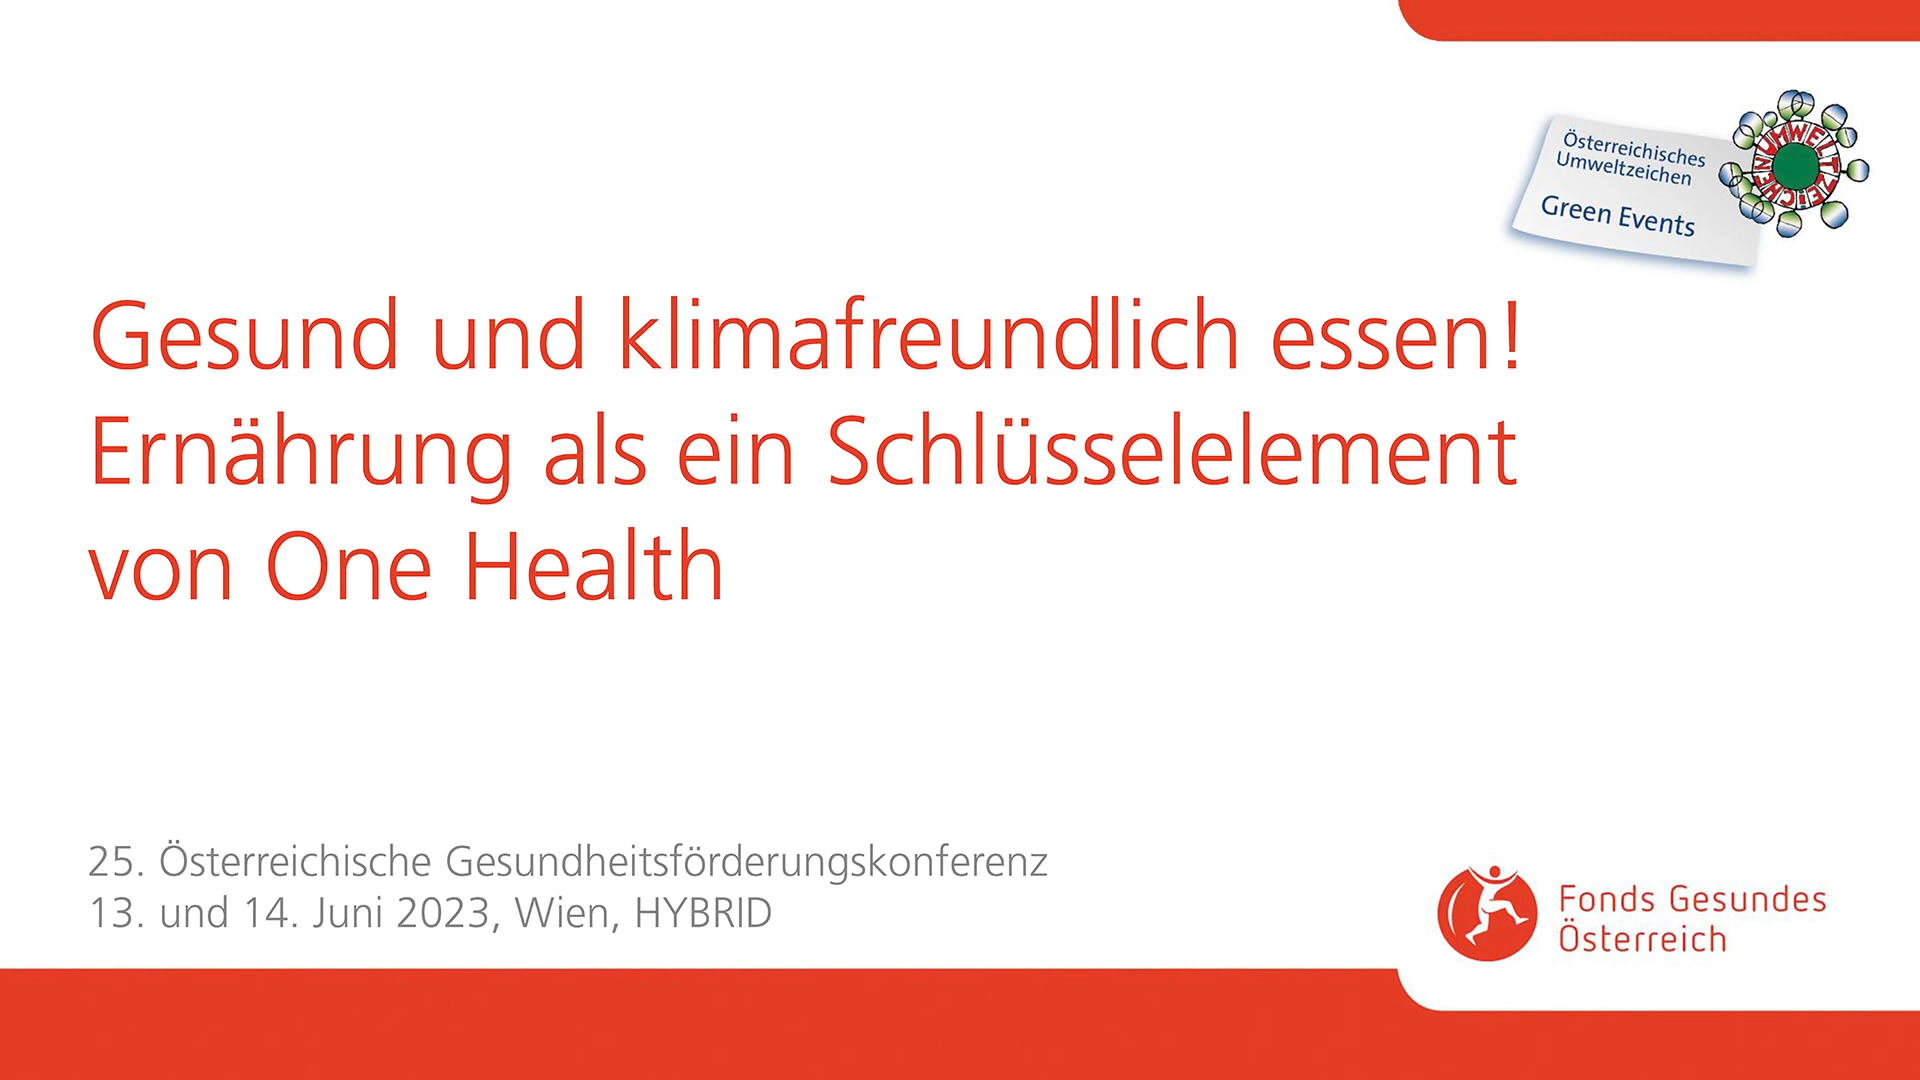 Österreichisches
Umweltzeichen
Green Events
UMWELTZEICHEN
Gesund und klimafreundlich essen!
Ernährung als ein Schlüsselelement
von One Health
25. Österreichische Gesundheitsförderungskonferenz
13. und 14. Juni 2023, Wien, HYBRID
Fonds Gesundes
Österreich